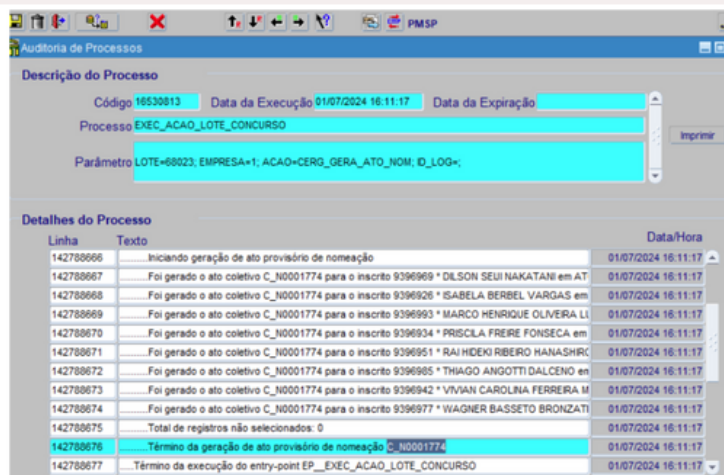 PMSP
Auditoria de Processos
Descrição do Processo
Código 16530813 Data da Execução 01/07/2024 16:11:17 Data da Expiração
Processo EXEC_ACAO_LOTE_CONCURSO
Imprimir
Parâmetro LOTE=68023; EMPRESA=1; ACAO=CERG_GERA_ATO_NOM; ID_LOG=;
Detalhes do Processo
Linha Texto Data/Hora
142788666 ..........Iniciando geração de ato provisório de nomeação 01/07/2024 16:11:17
142788667 ..........Foi gerado o ato coletivo C_N0001774 para o inscrito 9396969 * DILSON SEUI NAKATANI em AT 01/07/2024 16:11:17
142788668 ..........Foi gerado o ato coletivo C_N0001774 para o inscrito 9396926 * ISABELA BERBEL VARGAS em 01/07/2024 16:11:17
142788669 ..........Foi gerado o ato coletivo C_N0001774 para o inscrito 9396993 * MARCO HENRIQUE OLIVEIRA LU 01/07/2024 16:11:17
142788670 ..........Foi gerado o ato coletivo C_N0001774 para o inscrito 9396934 * PRISCILA FREIRE FONSECA em 01/07/2024 16:11:17
142788671 ..........Foi gerado o ato coletivo C_N0001774 para o inscrito 9396951 * RAI HIDEKI RIBEIRO HANASHIRO 01/07/2024 16:11:17
142788672 ..........Foi gerado o ato coletivo C_N0001774 para o inscrito 9396985 * THIAGO ANGOTTI DALCENO em 01/07/2024 16:11:17
142788673 ..........Foi gerado o ato coletivo C_N0001774 para o inscrito 9396942 * VIVIAN CAROLINA FERREIRA M 01/07/2024 16:11:17
142788674 ..........Foi gerado o ato coletivo C_N0001774 para o inscrito 9396977 * WAGNER BASSETO BRONZATI 01/07/2024 16:11:17
142788675 ..........Total de registros não selecionados: 0 01/07/2024 16:11:17
142788676 ..........Término da geração de ato provisório de nomeação C_N0001774 01/07/2024 16:11:17
142788677 .....Término da execução do entry-point EP__EXEC_ACAO_LOTE_CONCURSO 01/07/2024 16:11:17